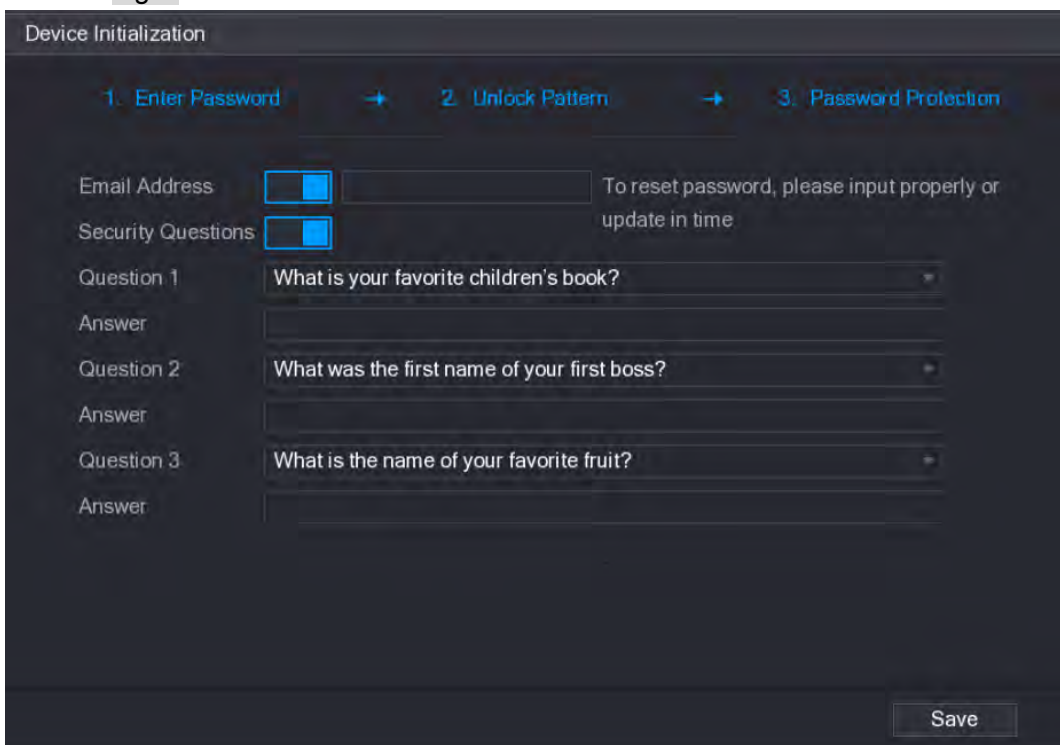 Device Initialization
1. Enter Password → 2. Unlock Pattern → 3. Password Protection
Email Address To reset password, please input properly or
update in time
Security Questions
Question 1 What is your favorite children's book?
Answer
Question 2 What was the first name of your first boss?
Answer
Question 3 What is the name of your favorite fruit?
Answer
Save